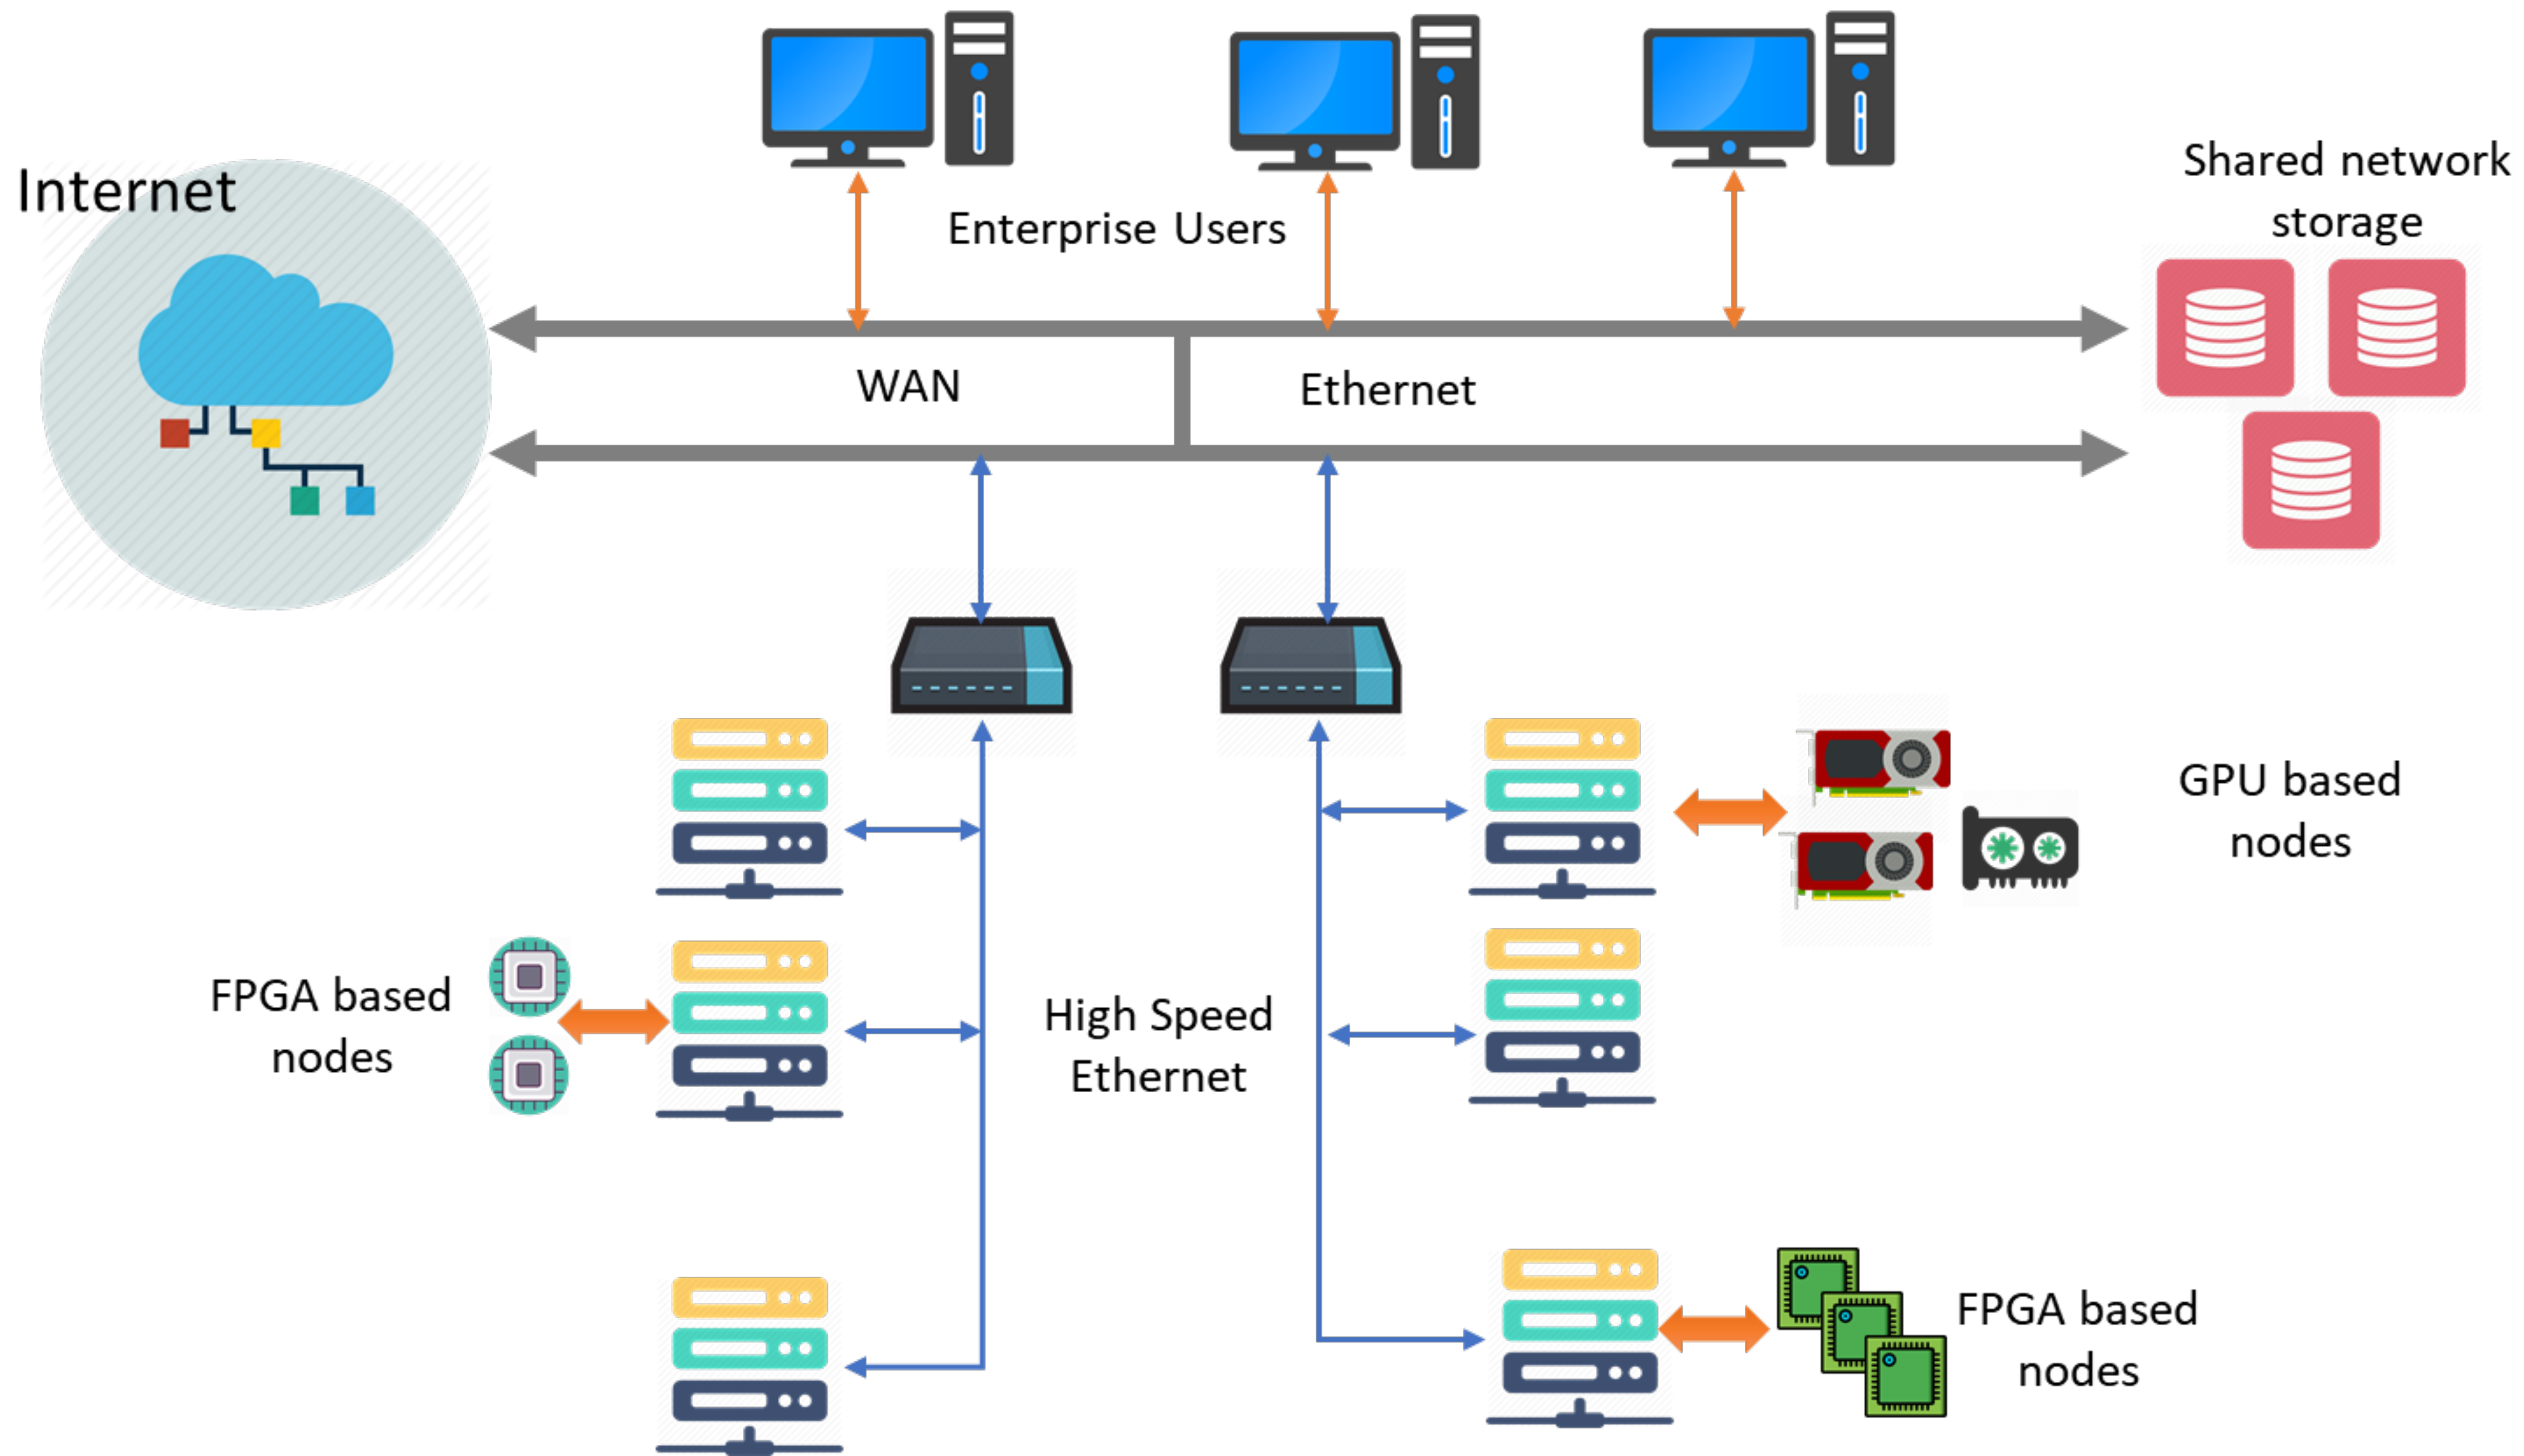 Internet
Enterprise Users
Shared network
storage
WAN
Ethernet
GPU based
nodes
FPGA based
nodes
High Speed
Ethernet
FPGA based
nodes